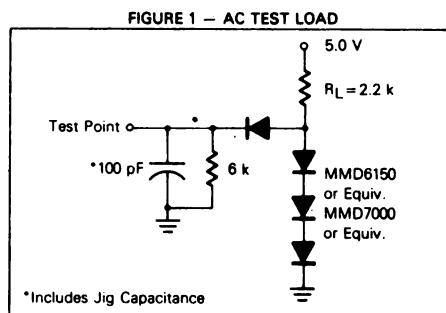 FIGURE 1 — AC TEST LOAD
5.0 V
RL=2.2 k
*
Test Point
*100 pF
6 k
MMD6150
or Equiv.
MMD7000
or Equiv.
*Includes Jig Capacitance